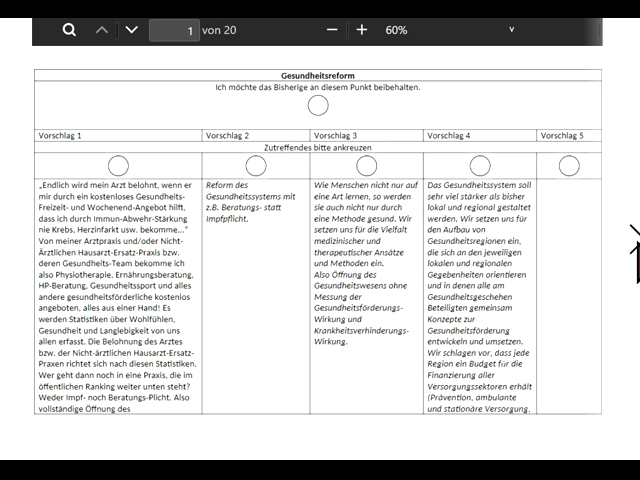 1 von 20 60%
Gesundheitsreform
Ich möchte das Bisherige an diesem Punkt beibehalten.
Vorschlag 1 Vorschlag 2 Vorschlag 3 Vorschlag 4 Vorschlag 5
Zutreffendes bitte ankreuzen
„Endlich wird mein Arzt belohnt, wenn er
mir durch ein kostenloses Gesundheits-
Freizeit- und Wochenend-Angebot hilft,
dass ich durch Immun-Abwehr-Stärkung
nie Krebs, Herzinfarkt usw. bekomme...“
Von meiner Arztpraxis und/oder Nicht-
Ärztlichen Hausarzt-Ersatz-Praxis bzw.
deren Gesundheits-Team bekomme ich
also Physiotherapie, Ernährungsberatung,
HP-Beratung, Gesundheitssport und alles
andere gesundheitsförderliche kostenlos
angeboten, alles aus einer Hand! Es
werden Statistiken über Wohlfühlen,
Gesundheit und Langlebigkeit von uns
allen erfasst. Die Belohnung des Arztes
bzw. der Nicht-ärztlichen Hausarzt-Ersatz-
Praxen richtet sich nach diesen Statistiken.
Wer geht dann noch in eine Praxis, die im
öffentlichen Ranking weiter unten steht?
Weder Impf- noch Beratungs-Plicht. Also
vollständige Öffnung des
Reform des
Gesundheitssystems mit
z.B. Beratungs- statt
Impfpflicht.
Wie Menschen nicht nur auf
eine Art lernen, so werden
sie auch nicht nur durch
eine Methode gesund. Wir
setzen uns für die Vielfalt
medizinischer und
therapeutischer Ansätze
und Methoden ein.
Also Öffnung des
Gesundheitswesens ohne
Messung der
Gesundheitsförderungs-
Wirkung und
Krankheitsverhinderungs-
Wirkung.
Das Gesundheitssystem soll
sehr viel stärker als bisher
lokal und regional gestaltet
werden. Wir setzen uns für
den Aufbau von
Gesundheitsregionen ein,
die sich an den jeweiligen
lokalen und regionalen
Gegebenheiten orientieren
und in denen alle am
Gesundheitsgeschehen
Beteiligten gemeinsam
Konzepte zur
Gesundheitsförderung
entwickeln und umsetzen.
Wir schlagen vor, dass jede
Region ein Budget für die
Finanzierung aller
Versorgungssektoren erhält
(Prävention, ambulante
und stationäre Versorgung,